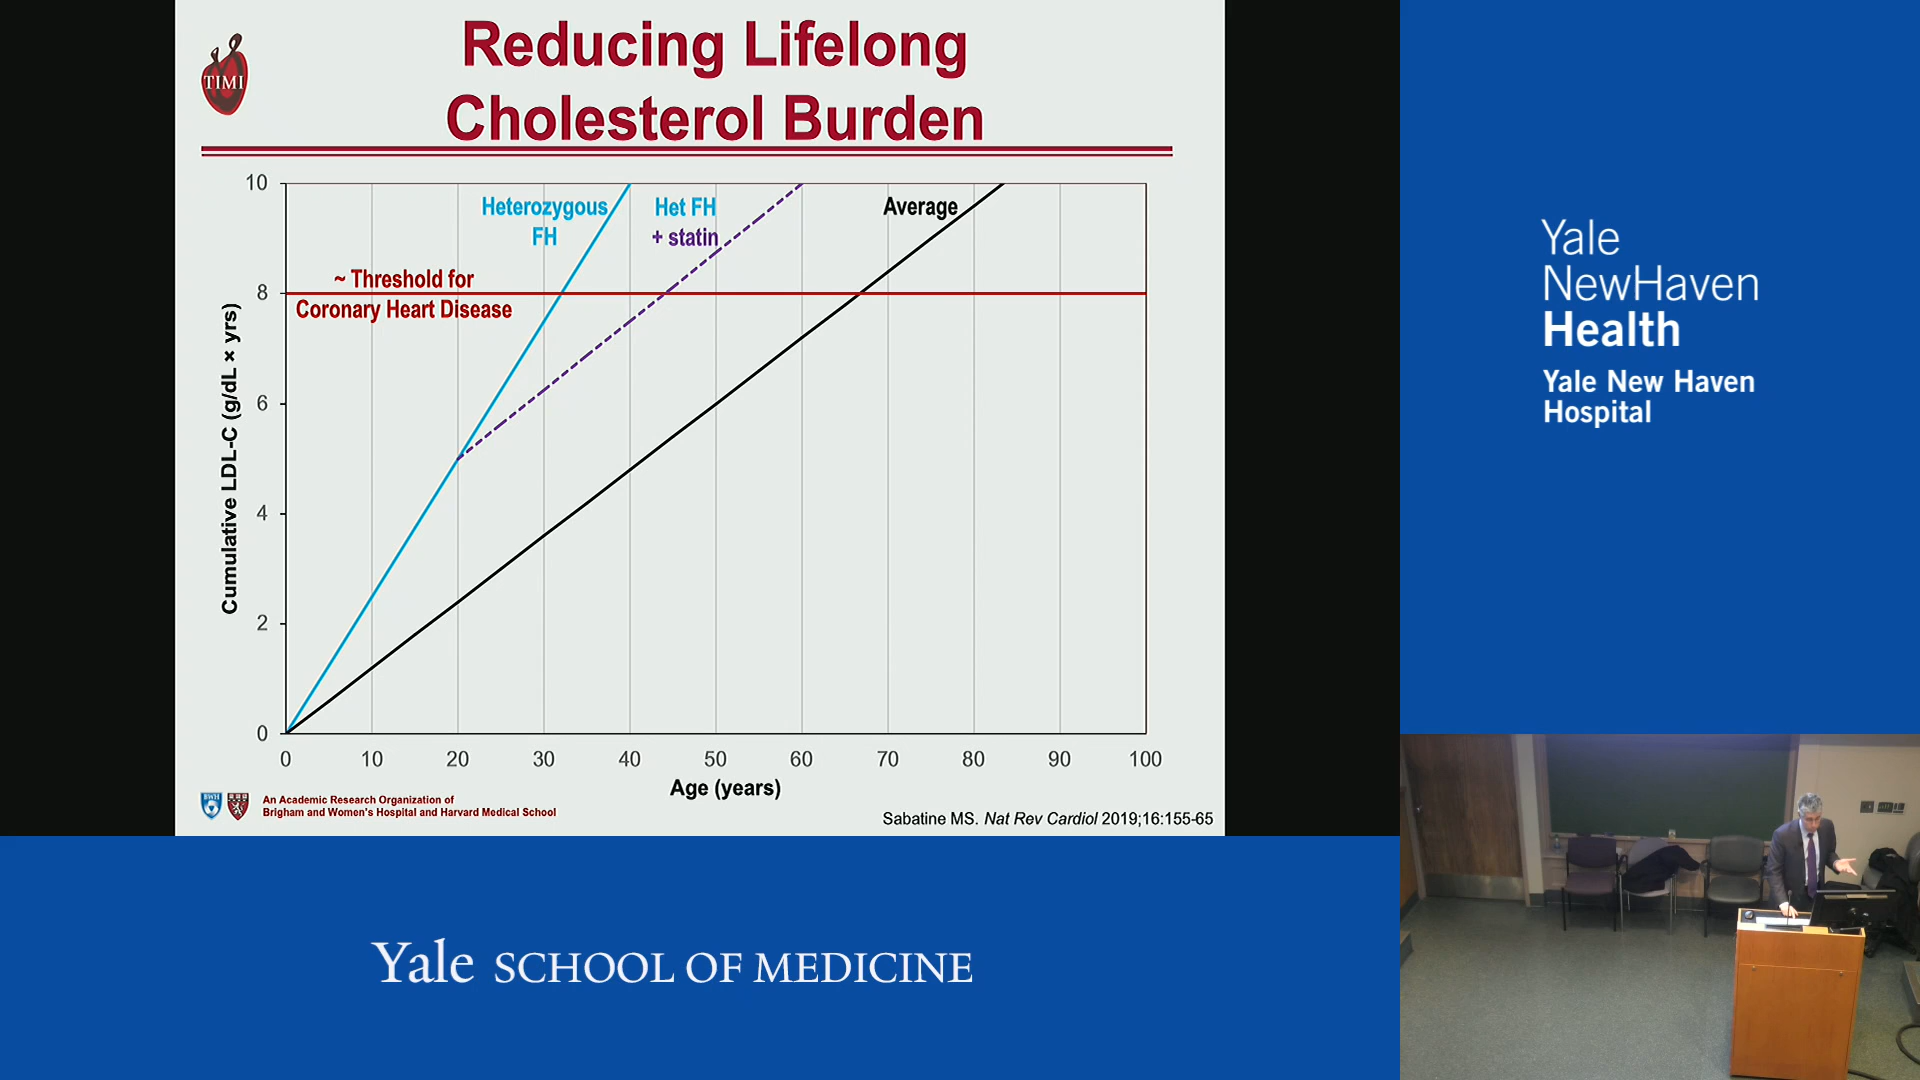 TIMI
Reducing Lifelong
Cholesterol Burden
10
8
6
4
2
0
Cumulative LDL-C (g/dL × yrs)
Heterozygous
FH
Het FH
+ statin
Average
~ Threshold for
Coronary Heart Disease
0 10 20 30 40 50 60 70 80 90 100
Age (years)
BWH
An Academic Research Organization of
Brigham and Women's Hospital and Harvard Medical School
Sabatine MS. Nat Rev Cardiol 2019;16:155-65
Yale
NewHaven
Health
Yale New Haven
Hospital
Yale SCHOOL OF MEDICINE